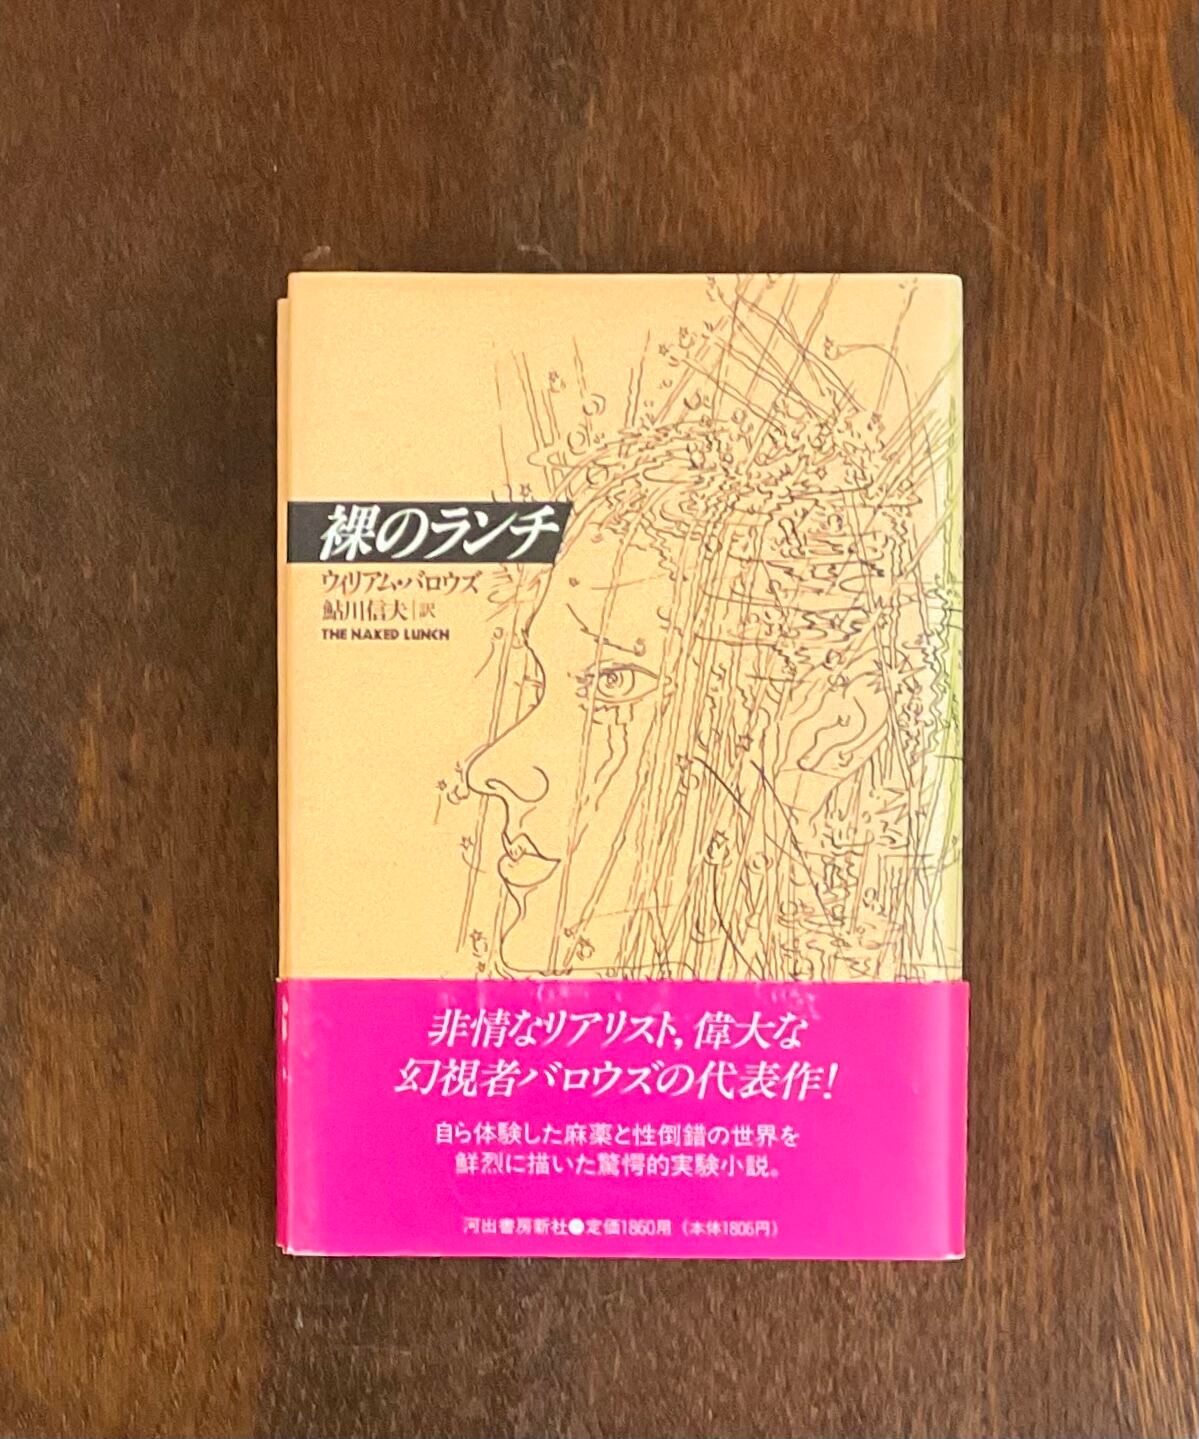 裸のランチ
ウィリアム・バロウズ
鮎川信夫|訳
THE NAKED LUNCH
非情なリアリスト,偉大な
幻視者バロウズの代表作!
自ら体験した麻薬と性倒錯の世界を
鮮烈に描いた驚愕的実験小説。
河出書房新社●定価1860円(本体1806円)